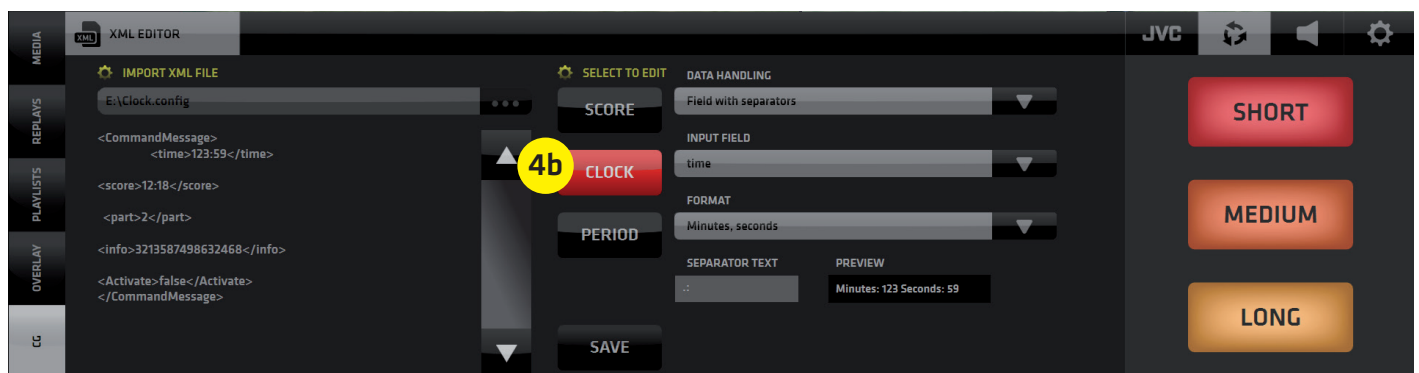 MEDIA
REPLAYS
PLAYLISTS
OVERLAY
CG
XML
XML EDITOR
IMPORT XML FILE
E:\Clock.config
<CommandMessage>
<time>123:59</time>
<score>12:18</score>
<part>2</part>
<info>3213587498632468</info>
<Activate>false</Activate>
</CommandMessage>
SELECT TO EDIT
SCORE
4b
CLOCK
PERIOD
SAVE
DATA HANDLING
Field with separators
INPUT FIELD
time
FORMAT
Minutes, seconds
SEPARATOR TEXT
.:
PREVIEW
Minutes: 123 Seconds: 59
JVC
SHORT
MEDIUM
LONG